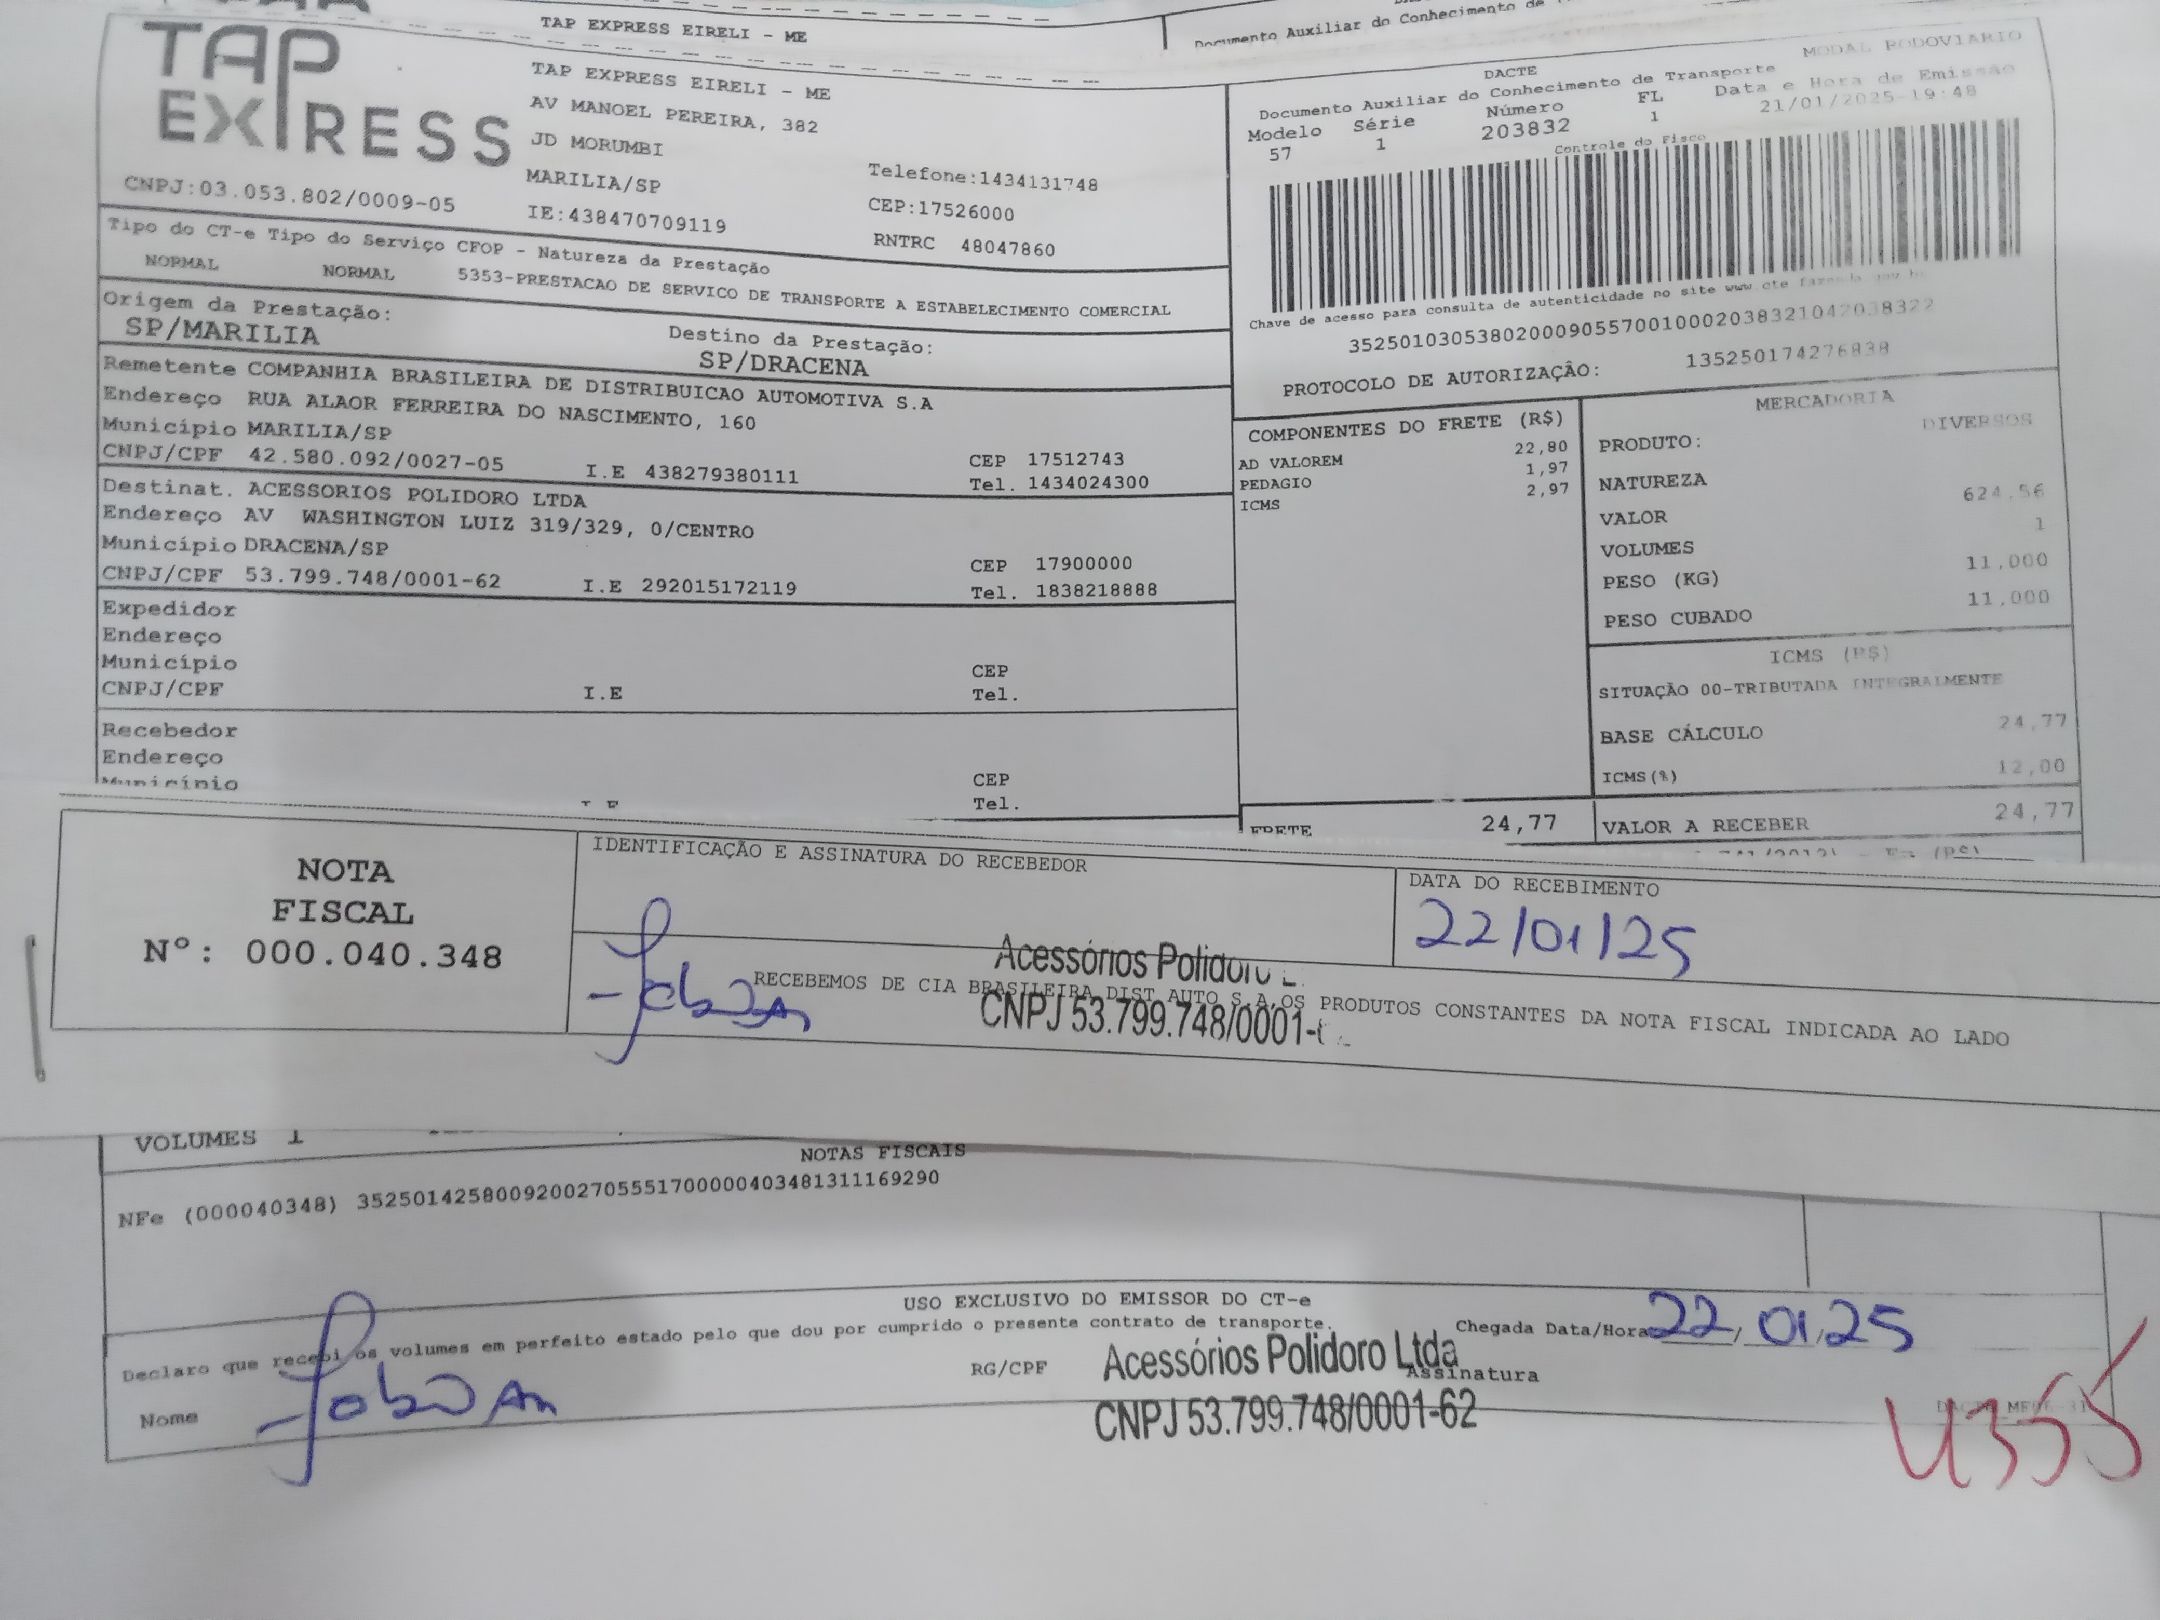 TAP EXPRESS EIRELI - ME
Documento Auxiliar do Conhecimento de
TAP
EXPRESS
CNPJ:03.053.802/0009-05
TAP EXPRESS EIRELI - ME
AV MANOEL PEREIRA, 382
JD MORUMBI
MARILIA/SP
IE:438470709119
Telefone:1434131748
CEP:17526000
RNTRC 48047860
DACTE
MODAL RODOVIARIO
Documento Auxiliar do Conhecimento de Transporte
Modelo Série Número FL Data e Hora de Emissão
57 1 203832 1 21/01/2025-19:48
Controle do Fisco
Chave de acesso para consulta de autenticidade no site www.cte.fazenda.gov.br
35250103053802000905570010002038321042038322
PROTOCOLO DE AUTORIZAÇÂO: 135250174276838
Tipo do CT-e Tipo do Serviço CFOP - Natureza da Prestação
NORMAL NORMAL 5353-PRESTACAO DE SERVICO DE TRANSPORTE A ESTABELECIMENTO COMERCIAL
Origem da Prestação:
SP/MARILIA
Destino da Prestação:
SP/DRACENA
Remetente COMPANHIA BRASILEIRA DE DISTRIBUICAO AUTOMOTIVA S.A
Endereço RUA ALAOR FERREIRA DO NASCIMENTO, 160
Município MARILIA/SP CEP 17512743
CNPJ/CPF 42.580.092/0027-05 I.E 438279380111 Tel. 1434024300
Destinat. ACESSORIOS POLIDORO LTDA
Endereço AV WASHINGTON LUIZ 319/329, 0/CENTRO
Município DRACENA/SP CEP 17900000
CNPJ/CPF 53.799.748/0001-62 I.E 292015172119 Tel. 1838218888
Expedidor
Endereço
Município CEP
CNPJ/CPF I.E Tel.
Recebedor
Endereço
Município CEP
Tel.
COMPONENTES DO FRETE (R$)
22,80
AD VALOREM 1,97
PEDAGIO 2,97
ICMS
FRETE 24,77
MERCADORIA
PRODUTO: DIVERSOS
NATUREZA
VALOR 624,56
VOLUMES 1
PESO (KG) 11,000
PESO CUBADO 11,000
ICMS (R$)
SITUAÇÃO 00-TRIBUTADA INTEGRALMENTE
BASE CÁLCULO 24,77
ICMS(%) 12,00
VALOR A RECEBER 24,77
NOTA
FISCAL
Nº: 000.040.348
IDENTIFICAÇÃO E ASSINATURA DO RECEBEDOR
DATA DO RECEBIMENTO
22/01/25
Acessórios Polidoro L
RECEBEMOS DE CIA BRASILEIRA DIST AUTO S.A,OS PRODUTOS CONSTANTES DA NOTA FISCAL INDICADA AO LADO
CNPJ 53.799.748/0001-
VOLUMES 1
NOTAS FISCAIS
NFe (000040348) 35250142580092002705551700000403481311169290
USO EXCLUSIVO DO EMISSOR DO CT-e
Declaro que recebi os volumes em perfeito estado pelo que dou por cumprido o presente contrato de transporte.
Chegada Data/Hora 22/01/25
Nome
RG/CPF
Acessórios Polidoro Ltda
Assinatura
CNPJ 53.799.748/0001-62